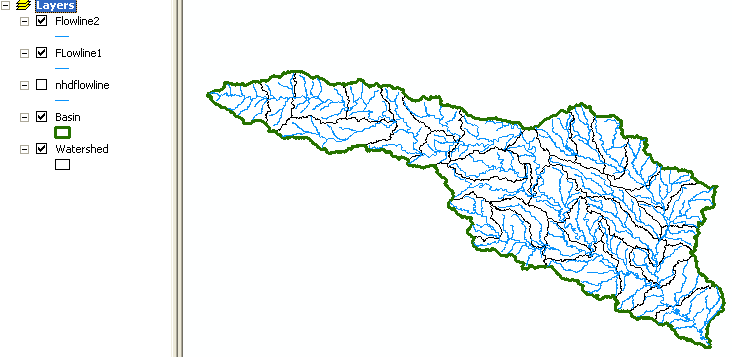 Layers
Flowline2
FLowline1
nhdflowline
Basin
Watershed